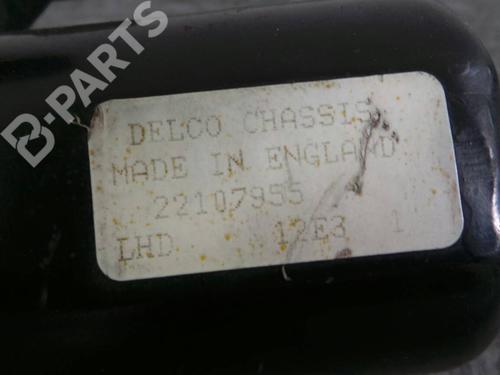 B-PARTS
DELCO CHASSIS
MADE IN ENGLAND
22107955
LHD 12E3 1